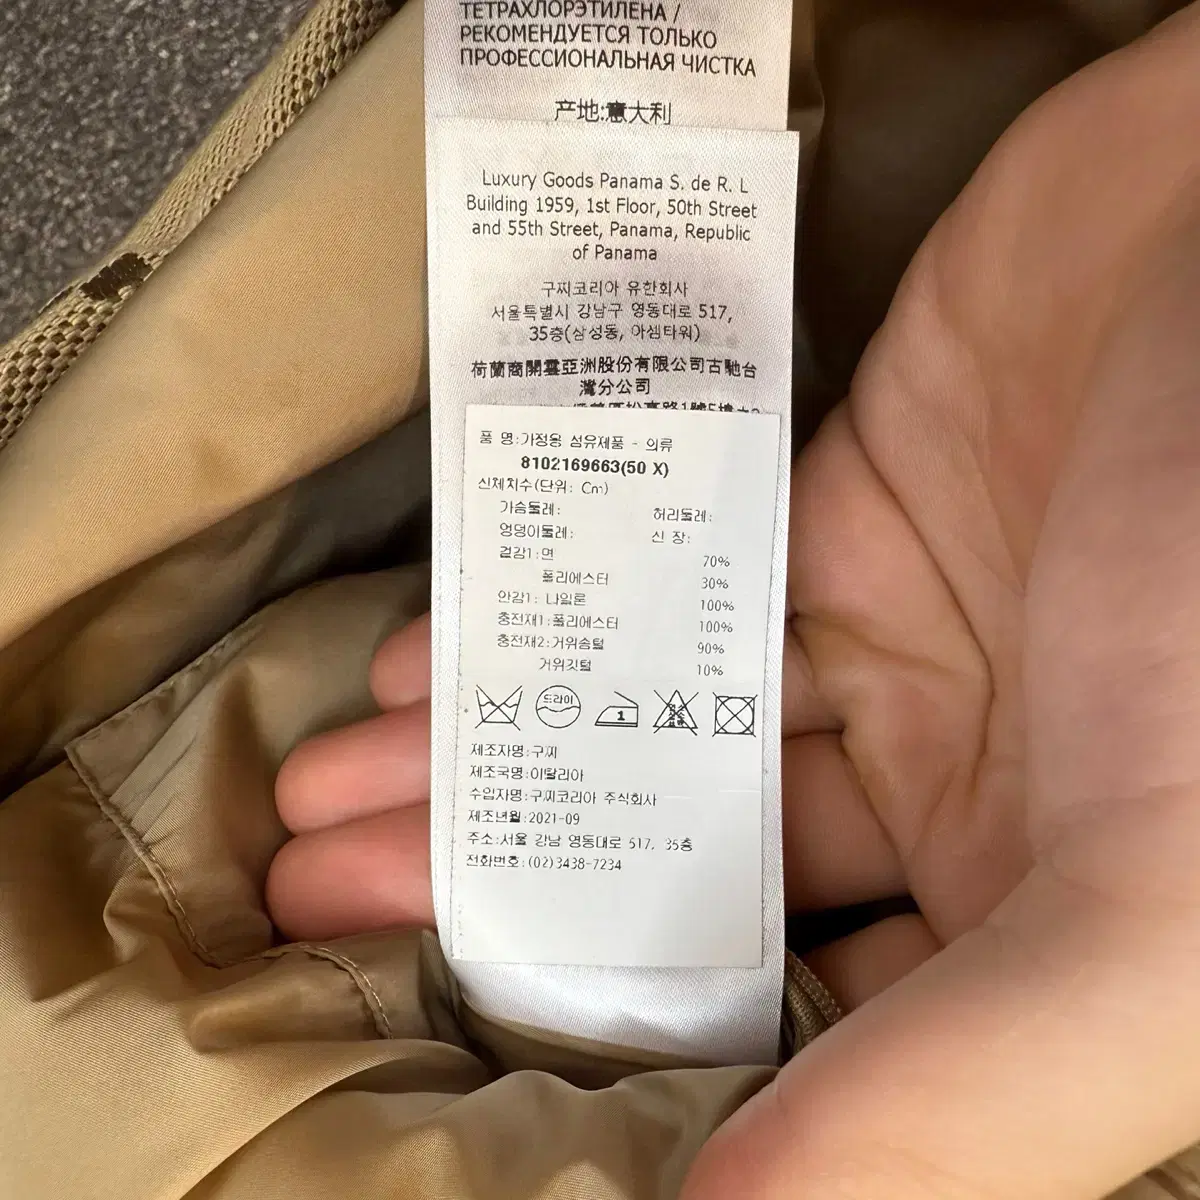 ТЕТРАХЛОРЭТИЛЕНА /
РЕКОМЕНДУЕТСЯ ТОЛЬКО
ПРОФЕССИОНАЛЬНАЯ ЧИСТКА
产地:意大利
Luxury Goods Panama S. de R. L
Building 1959, 1st Floor, 50th Street
and 55th Street, Panama, Republic
of Panama
구찌코리아 유한회사
서울특별시 강남구 영동대로 517,
35층(삼성동, 아셈타워)
荷蘭商開雲亞洲股份有限公司古馳台
灣分公司
품 명:가정용 섬유제품 - 의류
8102169663(50 X)
신체치수(단위: Cm)
가슴둘레: 허리둘레:
엉덩이둘레: 신 장:
겉감1:면 70%
폴리에스터 30%
안감1: 나일론 100%
충전재1:폴리에스터 100%
충전재2:거위솜털 90%
거위깃털 10%
드라이
1
제조자명:구찌
제조국명:이탈리아
수입자명:구찌코리아 주식회사
제조년월:2021-09
주소:서울 강남 영동대로 517, 35층
전화번호:(02)3438-7234